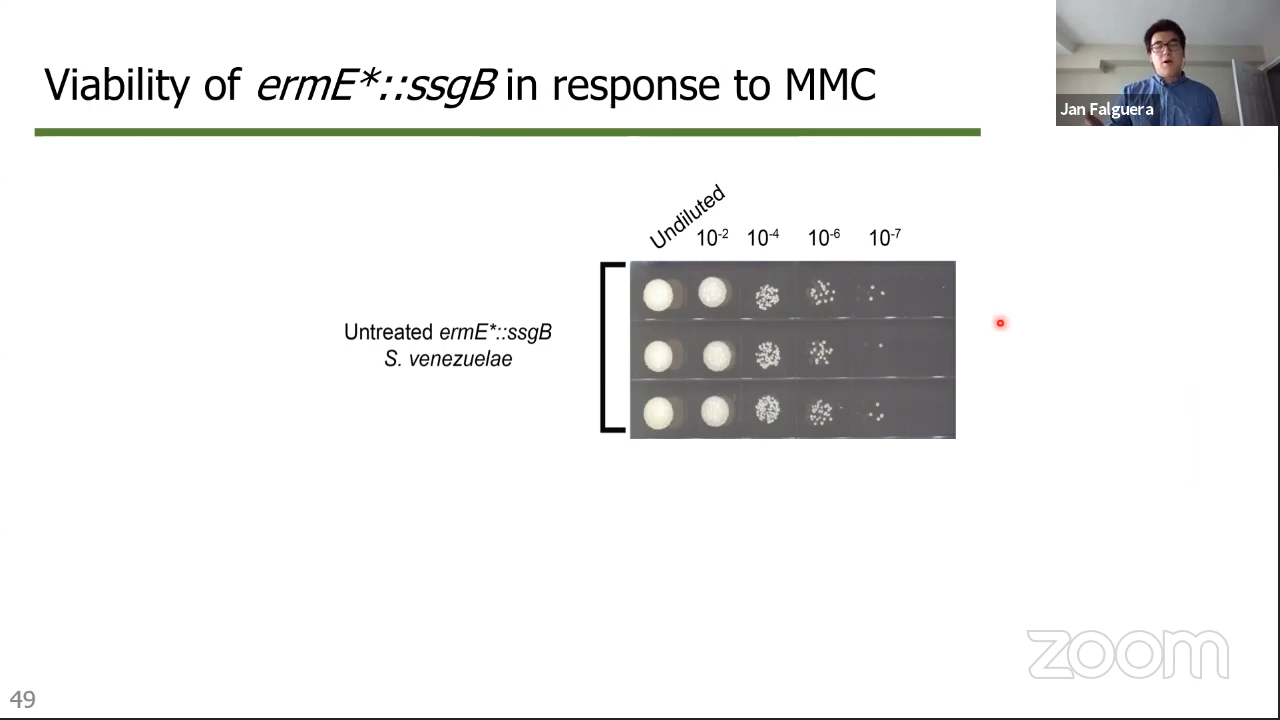 Viability of ermE*::ssgB in response to MMC
Jan Falguera
Undiluted
10-2 10-4 10-6 10-7
Untreated ermE*::ssgB
S. venezuelae
zoom
49